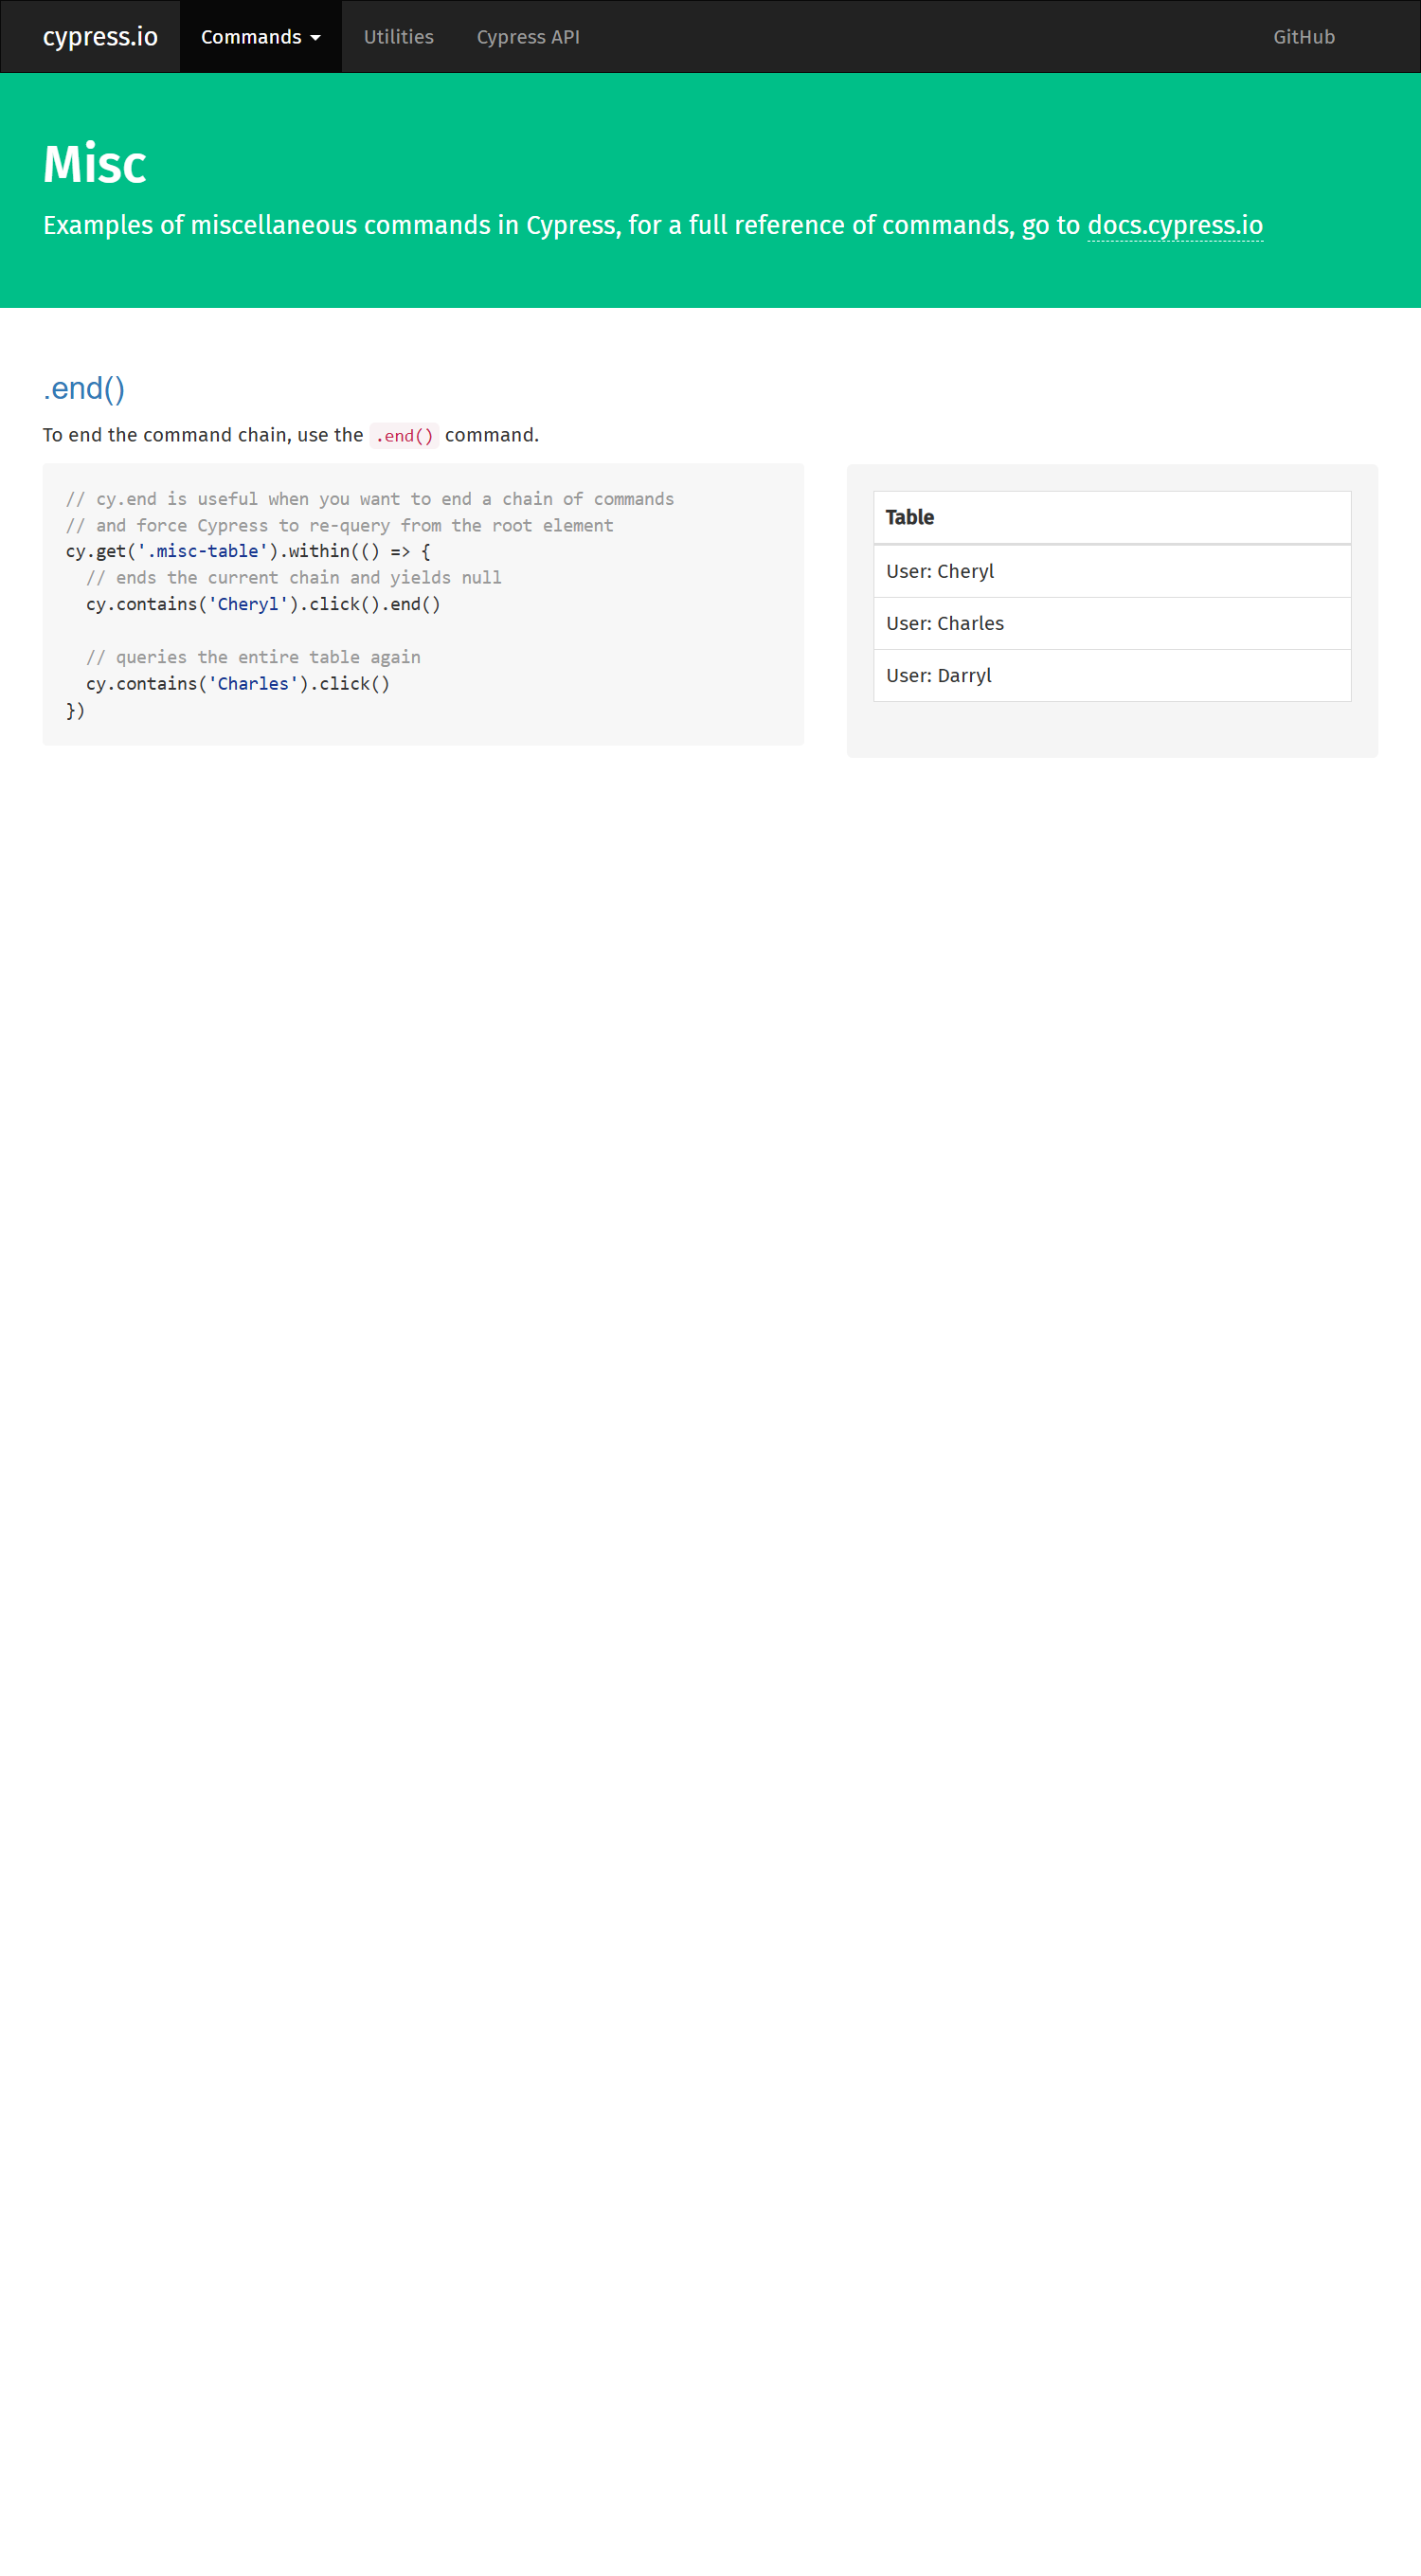 cypress.io Commands Utilities Cypress API GitHub
Misc
Examples of miscellaneous commands in Cypress, for a full reference of commands, go to docs.cypress.io
.end()
To end the command chain, use the .end() command.
// cy.end is useful when you want to end a chain of commands
// and force Cypress to re-query from the root element
cy.get('.misc-table').within(() => {
  // ends the current chain and yields null
  cy.contains('Cheryl').click().end()

  // queries the entire table again
  cy.contains('Charles').click()
})
Table
User: Cheryl
User: Charles
User: Darryl